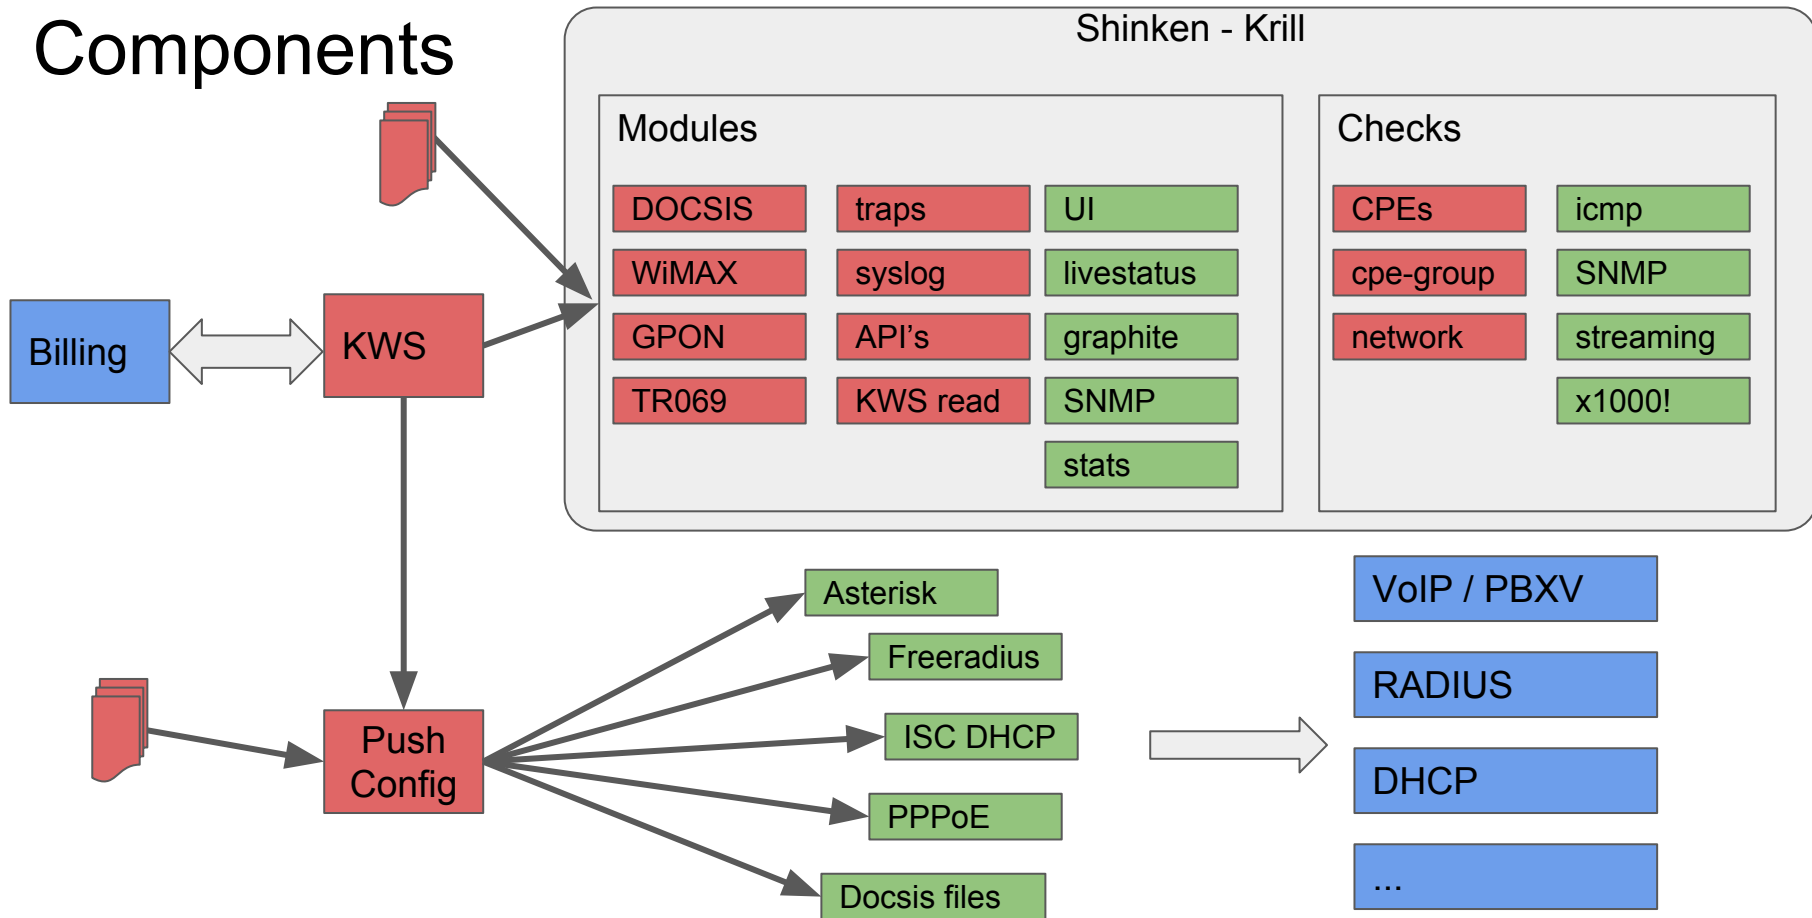 Components
Shinken - Krill
Modules
DOCSIS
WiMAX
GPON
TR069
traps
syslog
API's
KWS read
UI
livestatus
graphite
SNMP
stats
Checks
CPEs
cpe-group
network
icmp
SNMP
streaming
x1000!
Billing
KWS
Push
Config
Asterisk
Freeradius
ISC DHCP
PPPoE
Docsis files
VoIP / PBXV
RADIUS
DHCP
...